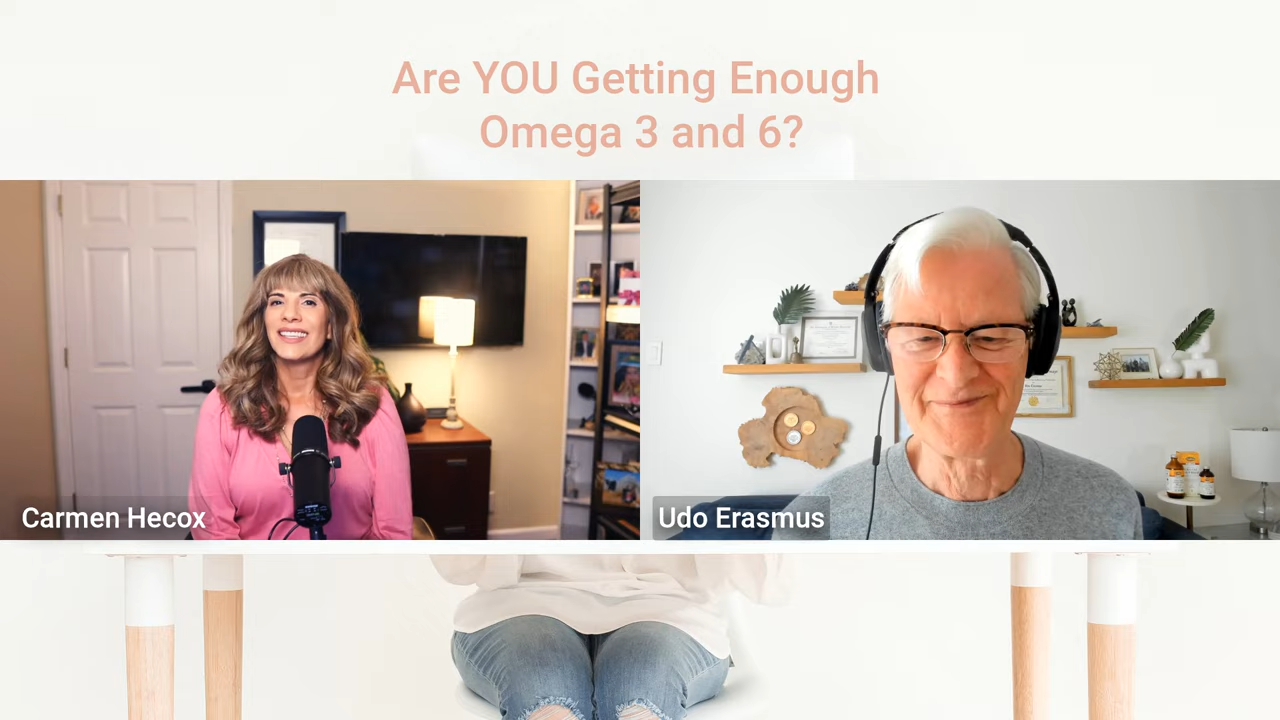 Are YOU Getting Enough
Omega 3 and 6?
Carmen Hecox
Udo Erasmus